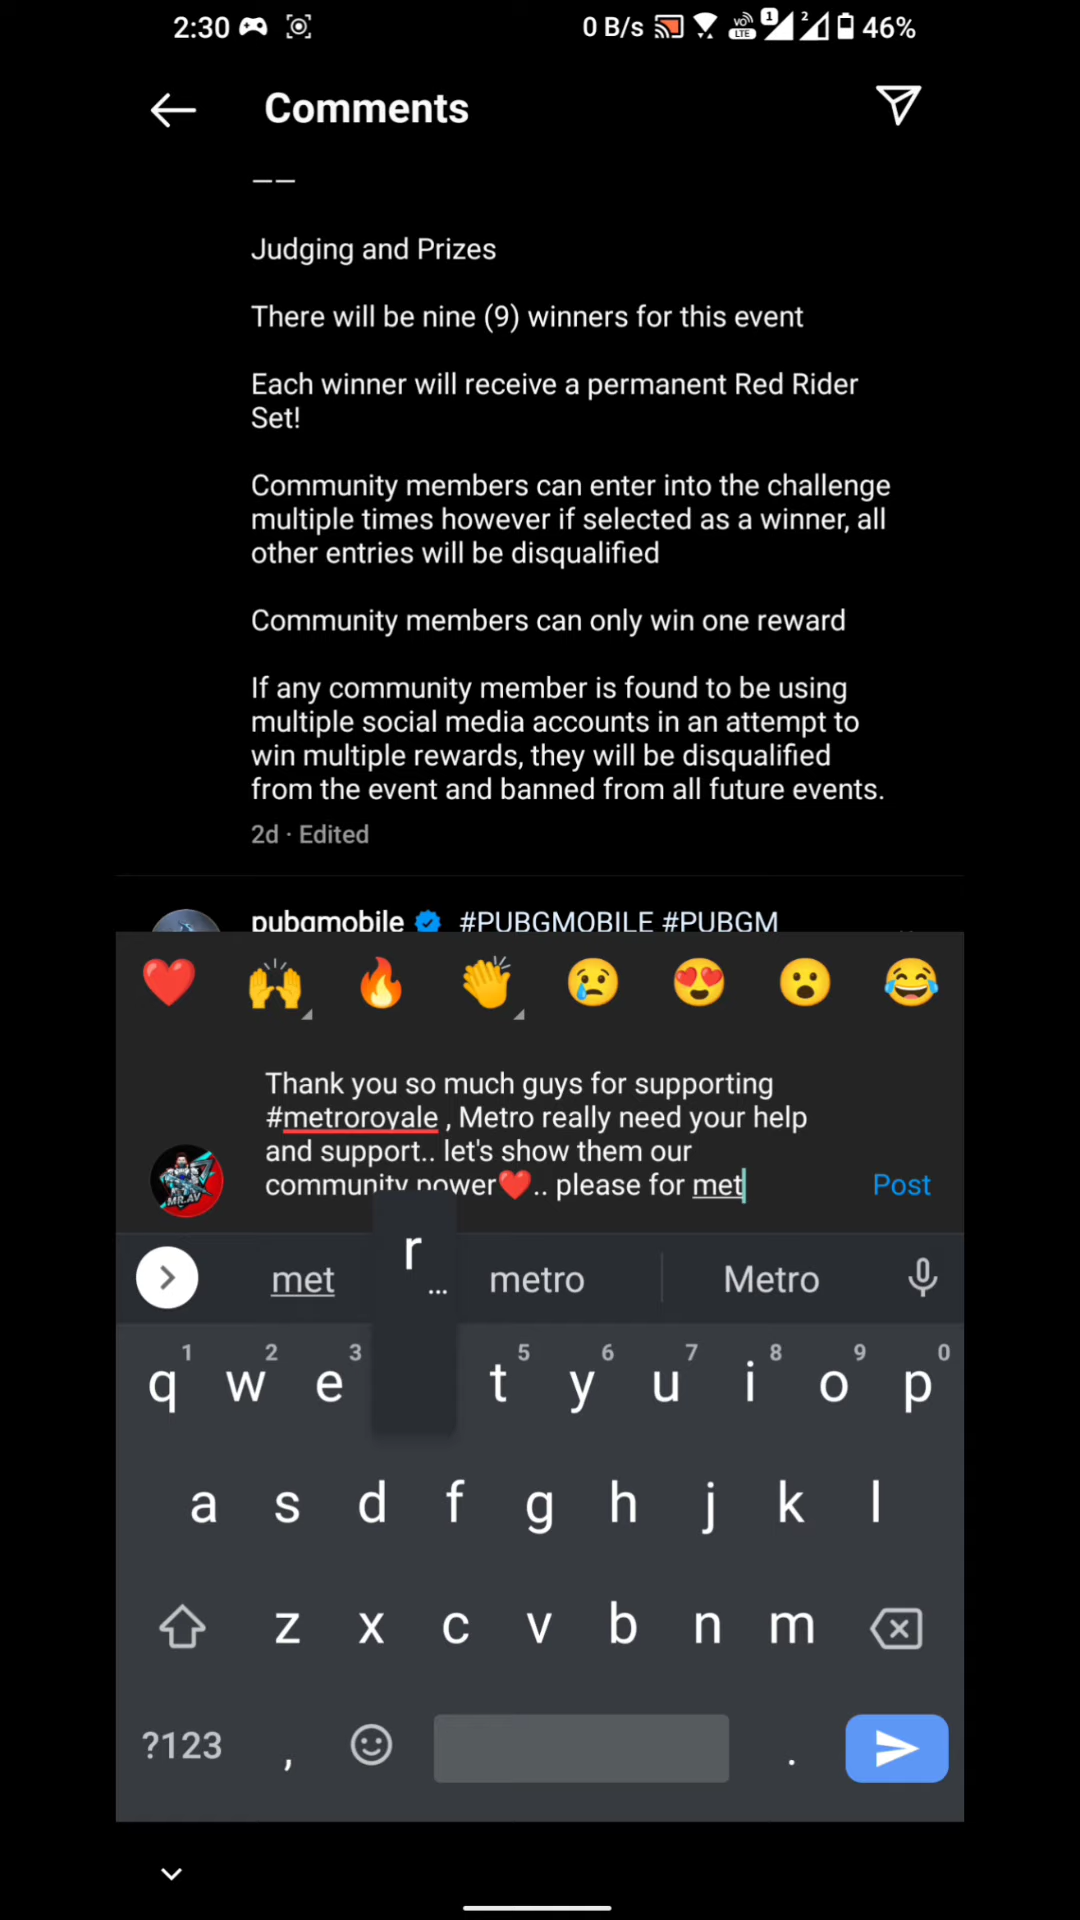 2:30 0 B/s VO LTE 1 2 46%
Comments
——
Judging and Prizes
There will be nine (9) winners for this event
Each winner will receive a permanent Red Rider
Set!
Community members can enter into the challenge
multiple times however if selected as a winner, all
other entries will be disqualified
Community members can only win one reward
If any community member is found to be using
multiple social media accounts in an attempt to
win multiple rewards, they will be disqualified
from the event and banned from all future events.
2d · Edited
pubgmobile #PUBGMOBILE #PUBGM
Thank you so much guys for supporting
#metroroyale , Metro really need your help
and support.. let's show them our
community power❤️.. please for met
MR.AV
Post
met r ... metro Metro
1 2 3 5 6 7 8 9 0
q w e t y u i o p
a s d f g h j k l
z x c v b n m
?123 , .